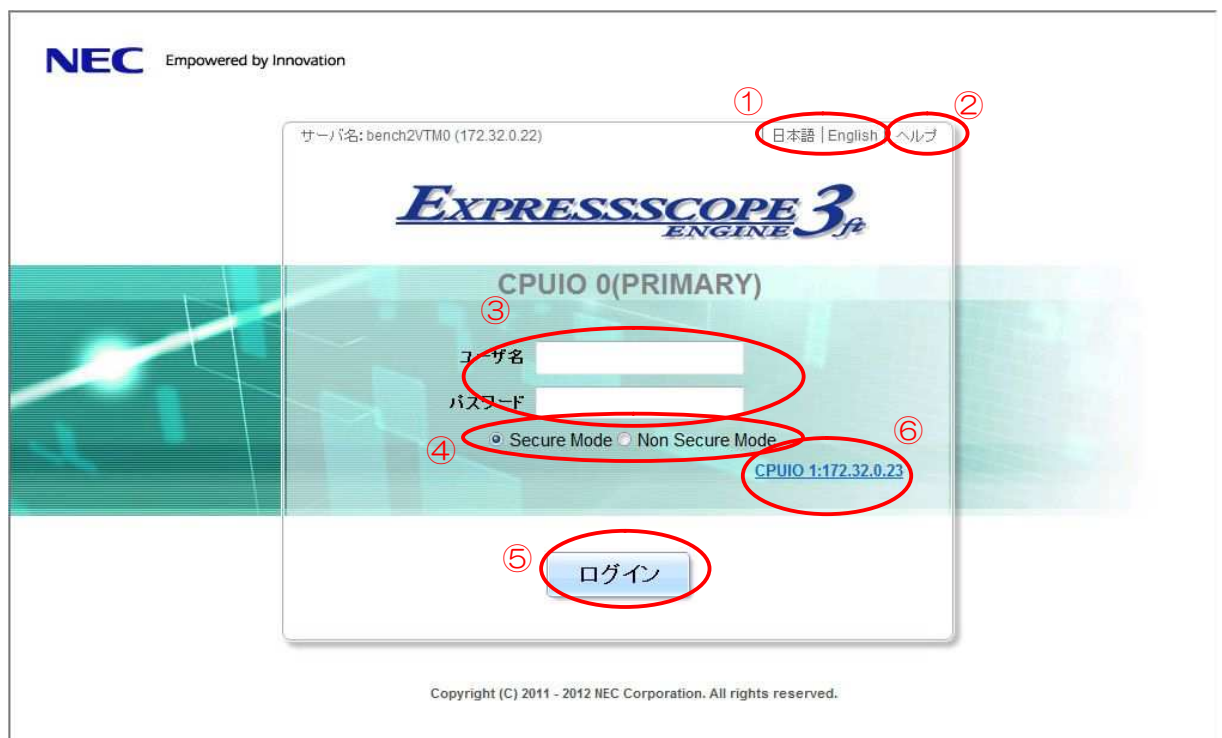 NEC Empowered by Innovation
① ②
サーバ名: bench2VTM0 (172.32.0.22) 日本語 | English ヘルプ
EXPRESSSCOPE
ENGINE 3 ft
CPUIO 0(PRIMARY)
③
ユーザ名
パスワード
④ Secure Mode Non Secure Mode
⑥
CPUIO 1:172.32.0.23
⑤ ログイン
Copyright (C) 2011 - 2012 NEC Corporation. All rights reserved.